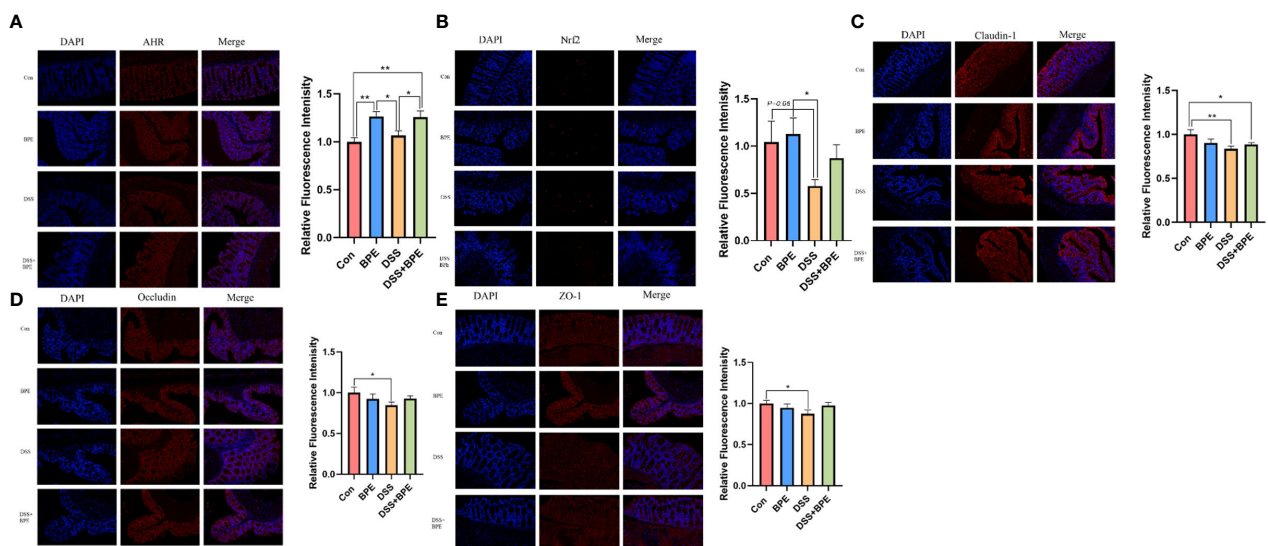 A
DAPI AHR Merge
Con
BPE
DSS
DSS+
BPE
Relative Fluorescence Intenisity
1.5
1.0
0.5
0.0
**
** * *
Con BPE DSS DSS+BPE
B
DAPI Nrf2 Merge
Con
BPE
DSS
DSS
BPE
Relative Fluorescence Intenisity
1.5
1.0
0.5
0.0
*
Con BPE DSS DSS+BPE
C
DAPI Claudin-1 Merge
Con
BPE
DSS
DSS+
BPE
Relative Fluorescence Intenisity
1.5
1.0
0.5
0.0
*
**
Con BPE DSS DSS+BPE
D
DAPI Occludin Merge
Con
BPE
DSS
DSS+
BPE
Relative Fluorescence Intenisity
1.5
1.0
0.5
0.0
*
Con BPE DSS DSS+BPE
E
DAPI ZO-1 Merge
Con
BPE
DSS
DSS+
BPE
Relative Fluorescence Intenisity
1.5
1.0
0.5
0.0
*
Con BPE DSS DSS+BPE